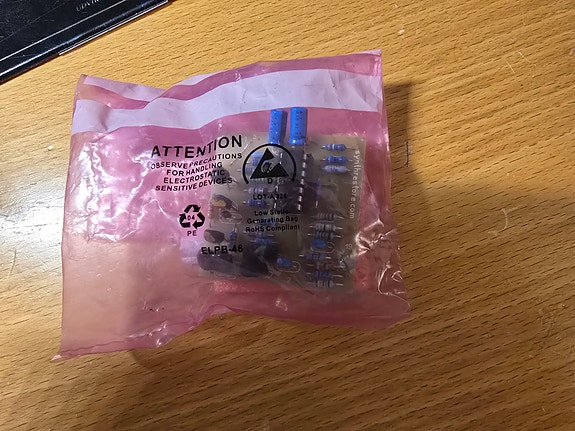 ATTENTION
OBSERVE PRECAUTIONS
FOR HANDLING
ELECTROSTATIC
SENSITIVE DEVICES
04
PE
Low Static
Generating Bag
RoHS Compliant
ELPB-46